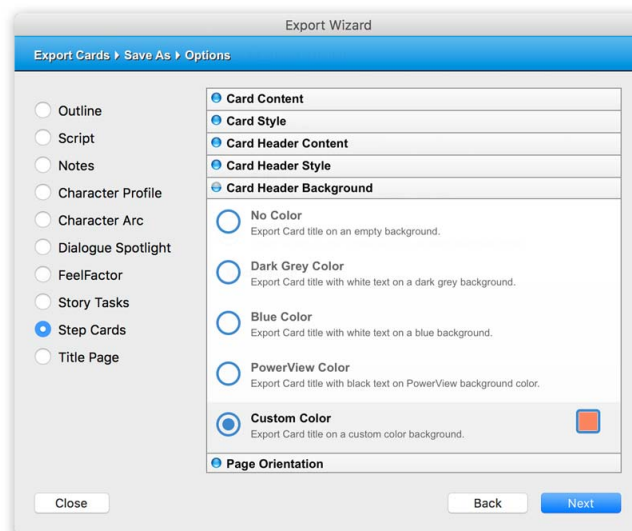 Export Wizard
Export Cards ▸ Save As ▸ Options
Outline
Script
Notes
Character Profile
Character Arc
Dialogue Spotlight
FeelFactor
Story Tasks
Step Cards
Title Page
Card Content
Card Style
Card Header Content
Card Header Style
Card Header Background
No Color
Export Card title on an empty background.
Dark Grey Color
Export Card title with white text on a dark grey background.
Blue Color
Export Card title with white text on a blue background.
PowerView Color
Export Card title with black text on PowerView background color.
Custom Color
Export Card title on a custom color background.
Page Orientation
Close
Back
Next